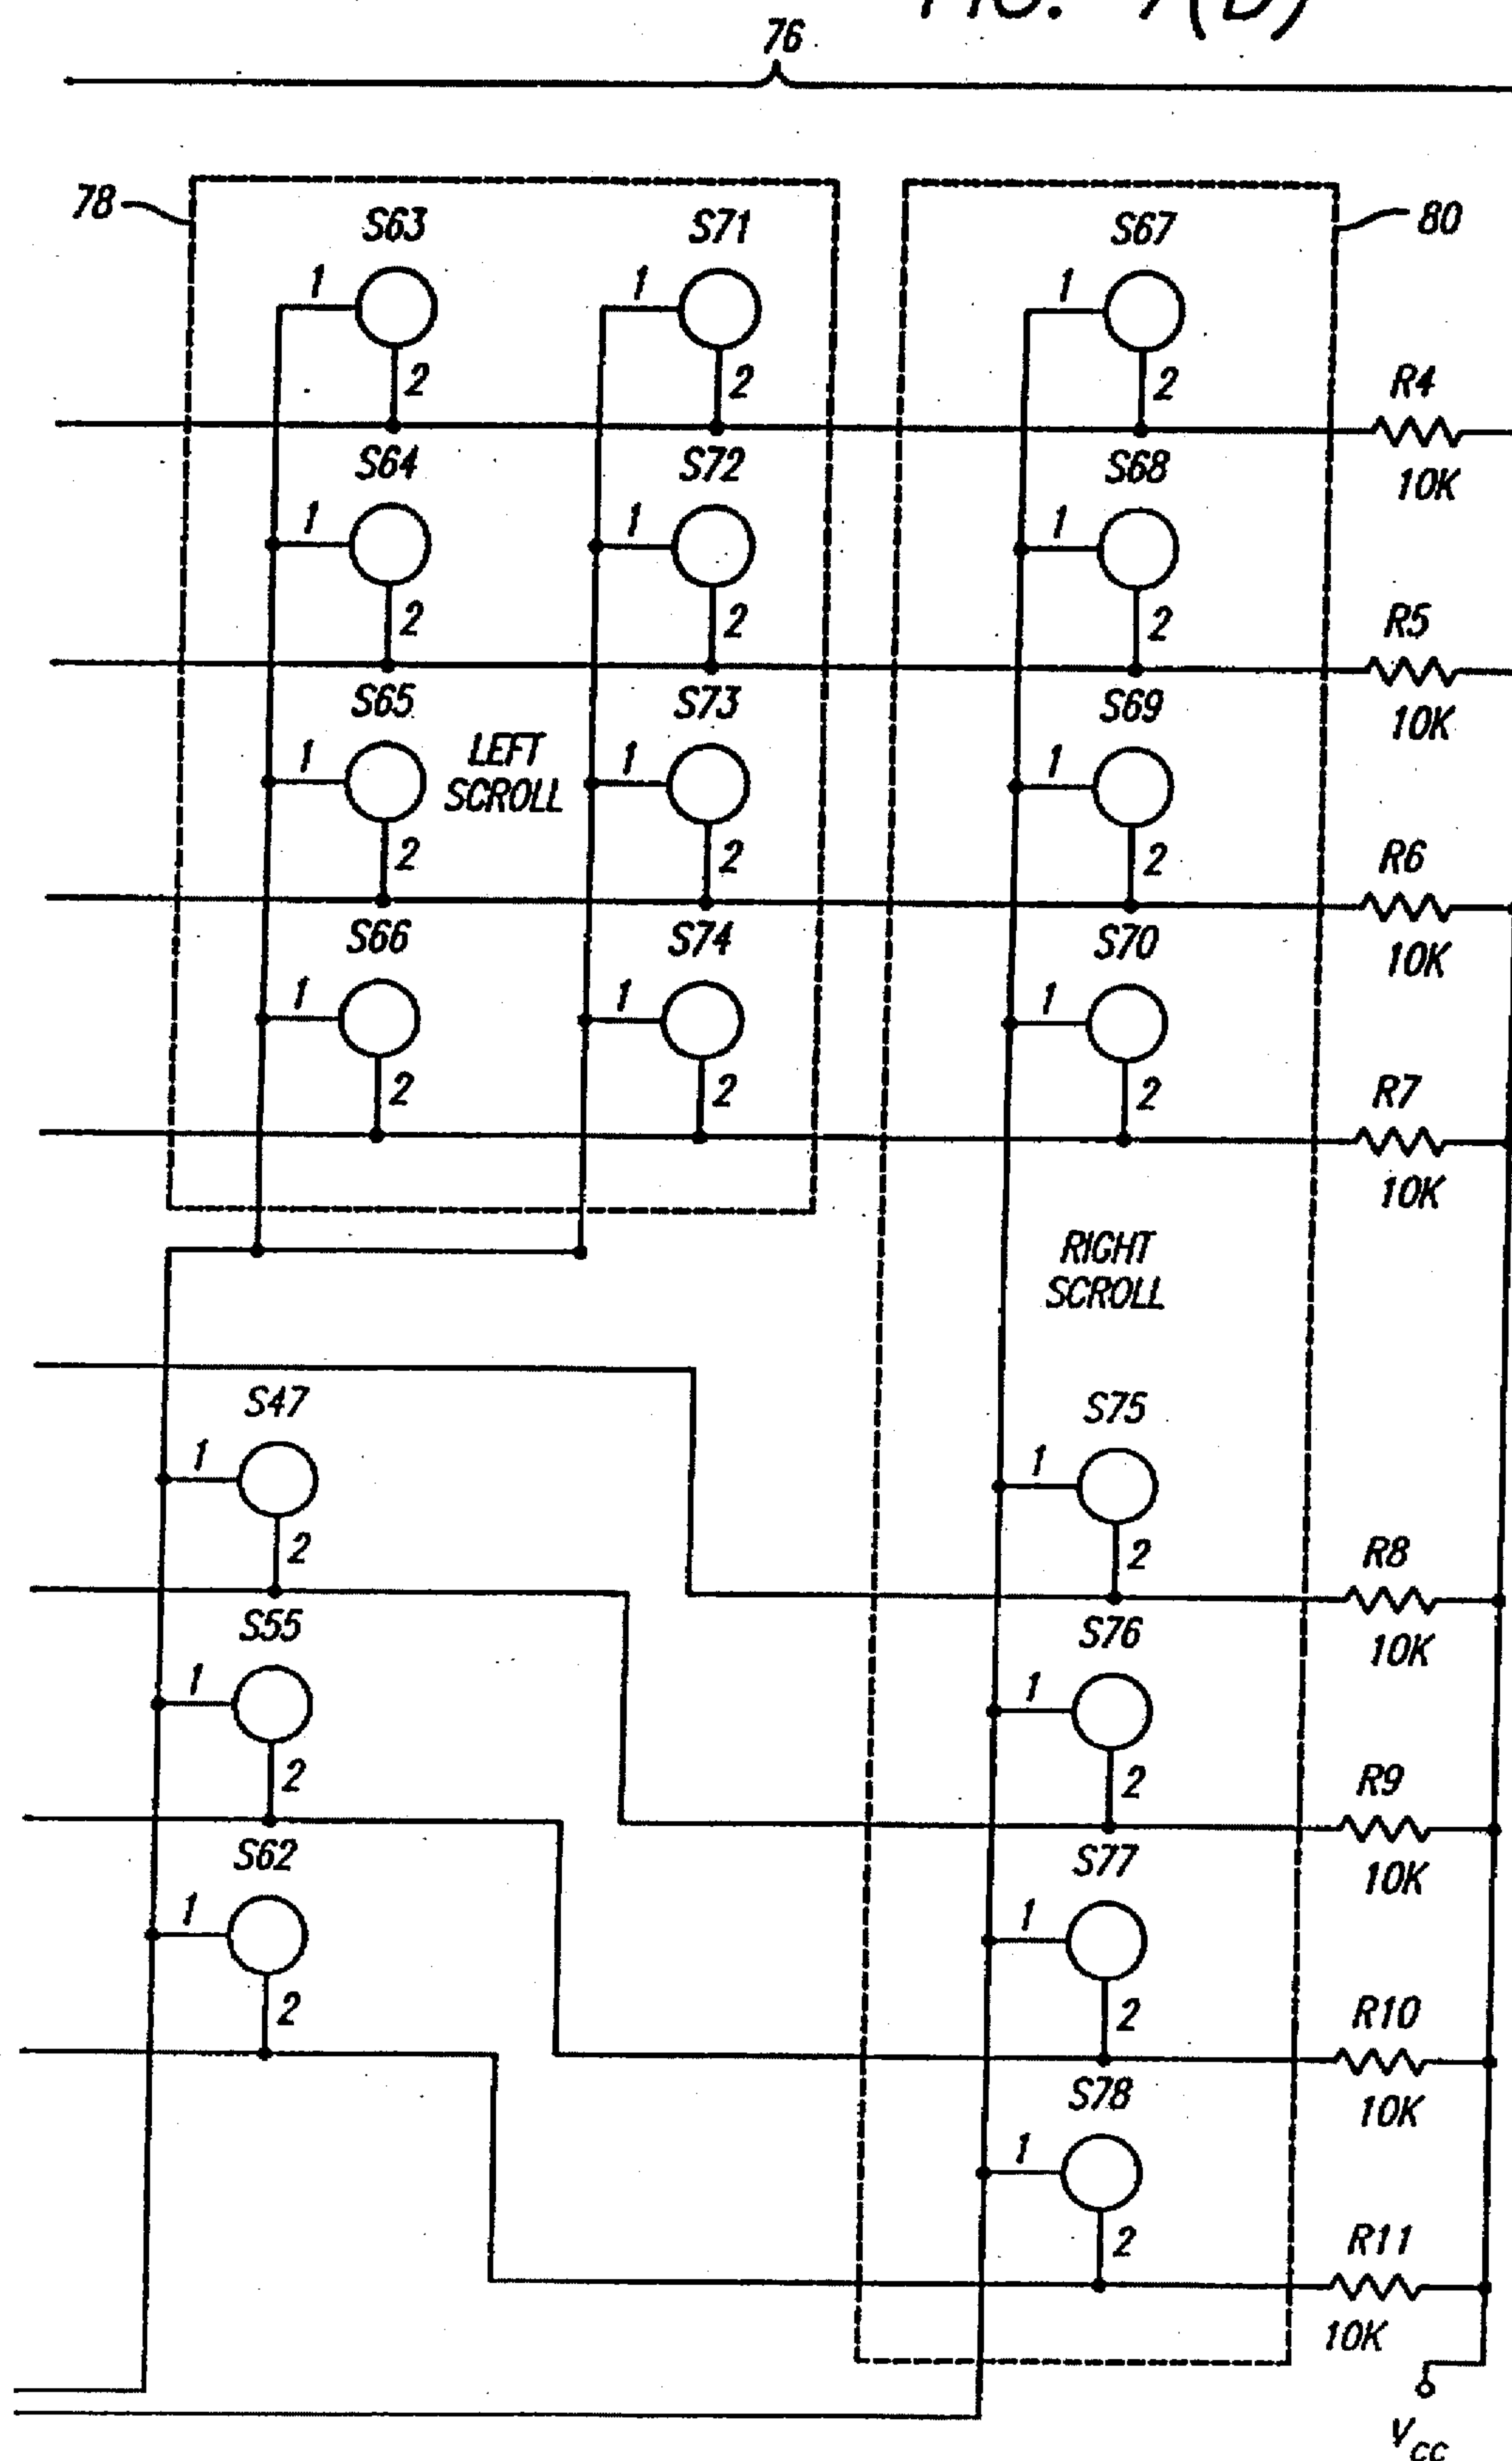 FIG. 7(B)
76
78
80
S63 S71 S67
1 1 1
2 2 2
R4
10K
S64 S72 S68
1 1 1
2 2 2
R5
10K
S65 S73 S69
1 1 1
LEFT
SCROLL
2 2 2
R6
10K
S66 S74 S70
1 1 1
2 2 2
R7
10K
RIGHT
SCROLL
S47 S75
1 1
2 2
R8
10K
S55 S76
1 1
2 2
R9
10K
S62 S77
1 1
2 2
R10
10K
S78
1
2
R11
10K
VCC